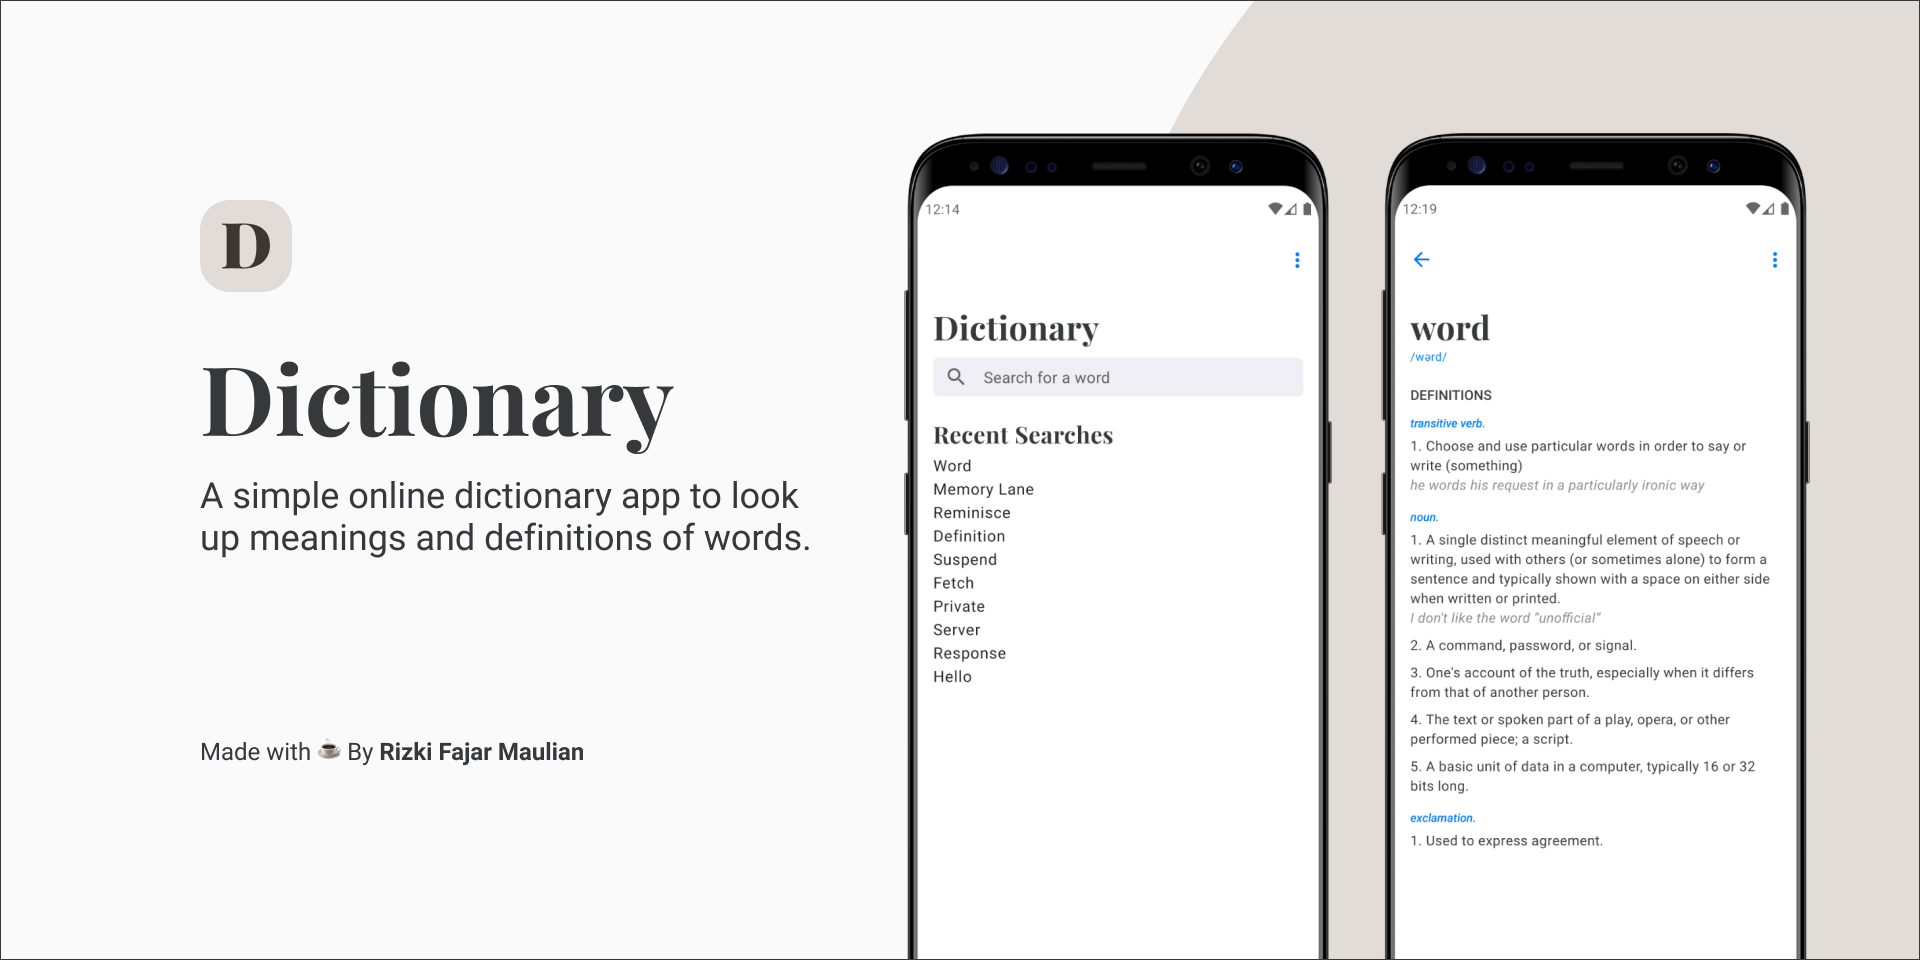 D
Dictionary
A simple online dictionary app to look
up meanings and definitions of words.
Made with ☕ By Rizki Fajar Maulian
12:14
Dictionary
Search for a word
Recent Searches
Word
Memory Lane
Reminisce
Definition
Suspend
Fetch
Private
Server
Response
Hello
12:19
word
/wərd/
DEFINITIONS
transitive verb.
1. Choose and use particular words in order to say or
write (something)
he words his request in a particularly ironic way
noun.
1. A single distinct meaningful element of speech or
writing, used with others (or sometimes alone) to form a
sentence and typically shown with a space on either side
when written or printed.
I don't like the word “unofficial”
2. A command, password, or signal.
3. One's account of the truth, especially when it differs
from that of another person.
4. The text or spoken part of a play, opera, or other
performed piece; a script.
5. A basic unit of data in a computer, typically 16 or 32
bits long.
exclamation.
1. Used to express agreement.